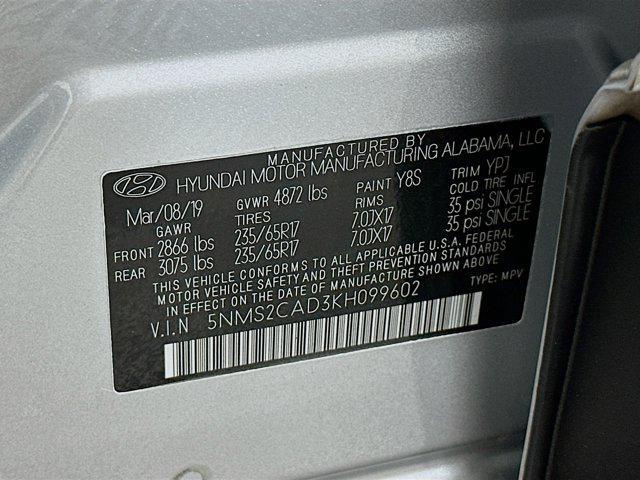 MANUFACTURED BY
HYUNDAI MOTOR MANUFACTURING ALABAMA, LLC
Mar/08/19 GVWR 4872 lbs PAINT Y8S TRIM YPJ
GAWR TIRES RIMS COLD TIRE INFL
FRONT 2866 lbs 235/65R17 7.0JX17 35 psi SINGLE
REAR 3075 lbs 235/65R17 7.0JX17 35 psi SINGLE
THIS VEHICLE CONFORMS TO ALL APPLICABLE U.S.A. FEDERAL
MOTOR VEHICLE SAFETY AND THEFT PREVENTION STANDARDS
IN EFFECT ON THE DATE OF MANUFACTURE SHOWN ABOVE.
V.I.N 5NMS2CAD3KH099602 TYPE: MPV